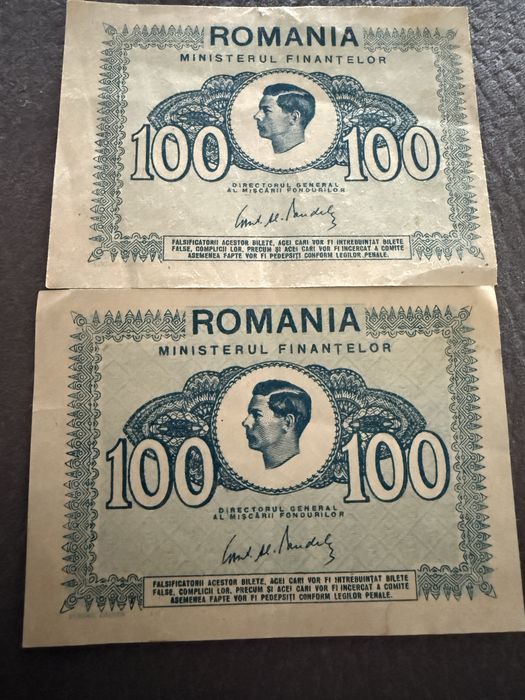 ROMANIA
MINISTERUL FINANȚELOR
100 100
DIRECTORUL GENERAL
AL MIȘCĂRII FONDURILOR
FALSIFICATORII ACESTOR BILETE, ACEI CARI VOR FI INTREBUINȚAT BILETE
FALSE, COMPLICII LOR, PRECUM ȘI ACEI CARI VOR FI INCERCAT A COMITE
ASEMENEA FAPTE VOR FI PEDEPSIȚI CONFORM LEGILOR PENALE.
ROMANIA
MINISTERUL FINANȚELOR
100 100
DIRECTORUL GENERAL
AL MIȘCĂRII FONDURILOR
FALSIFICATORII ACESTOR BILETE, ACEI CARI VOR FI INTREBUINȚAT BILETE
FALSE, COMPLICII LOR, PRECUM ȘI ACEI CARI VOR FI INCERCAT A COMITE
ASEMENEA FAPTE VOR FI PEDEPSIȚI CONFORM LEGILOR PENALE.